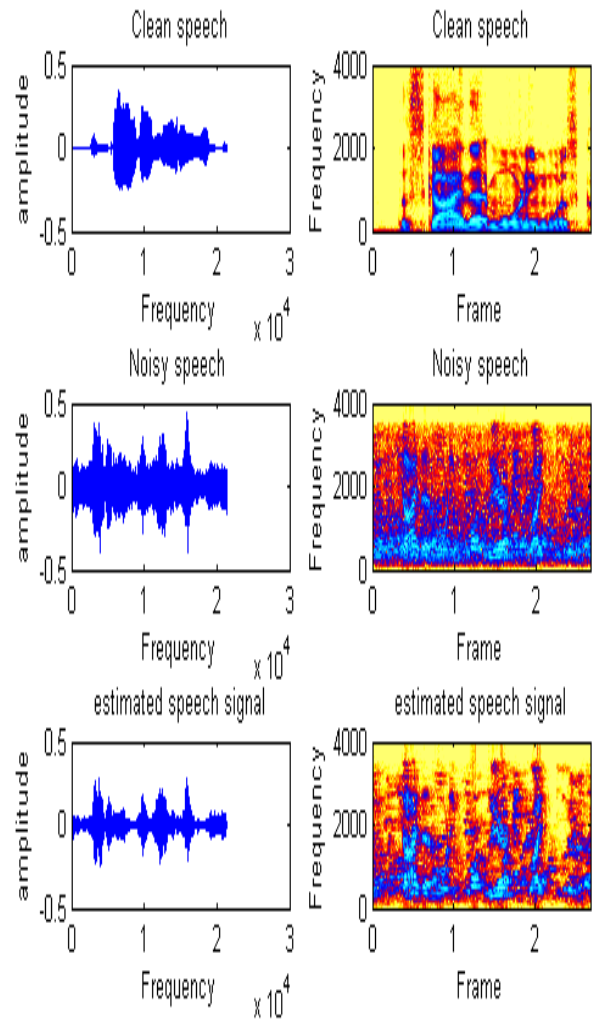 Clean speech
0.5
0
-0.5
amplitude
0 1 2 3
Frequency
x 10^4
Clean speech
4000
2000
0
Frequency
0 1 2
Frame
Noisy speech
0.5
0
-0.5
amplitude
0 1 2 3
Frequency
x 10^4
Noisy speech
4000
2000
0
Frequency
0 1 2
Frame
estimated speech signal
0.5
0
-0.5
amplitude
0 1 2 3
Frequency
x 10^4
estimated speech signal
4000
2000
0
Frequency
0 1 2
Frame